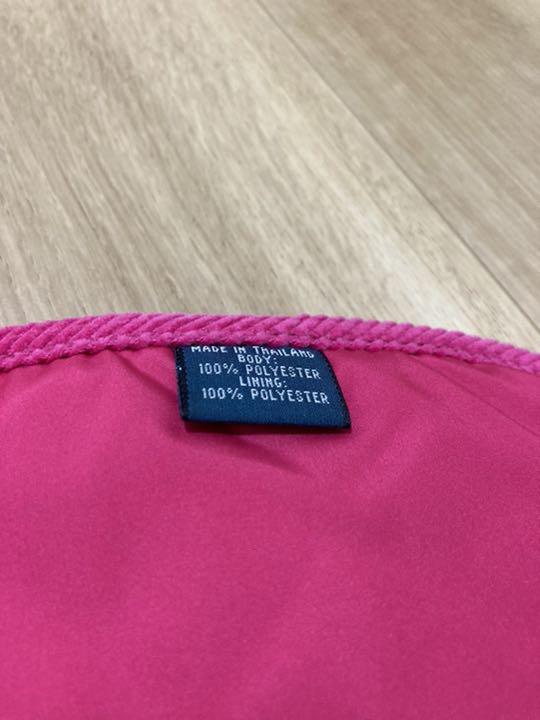 MADE IN THAILAND
BODY:
100% POLYESTER
LINING:
100% POLYESTER